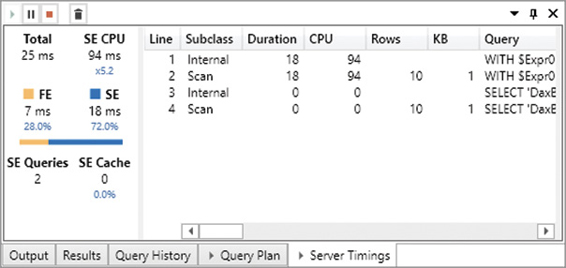 Total SE CPU
25 ms 94 ms
x5.2
FE SE
7 ms 18 ms
28.0% 72.0%
SE Queries SE Cache
2 0
0.0%
Line Subclass Duration CPU Rows KB Query
1 Internal 18 94 WITH $Expr0
2 Scan 18 94 10 1 WITH $Expr0
3 Internal 0 0 SELECT 'DaxB
4 Scan 0 0 10 1 SELECT 'DaxB
Output Results Query History Query Plan Server Timings